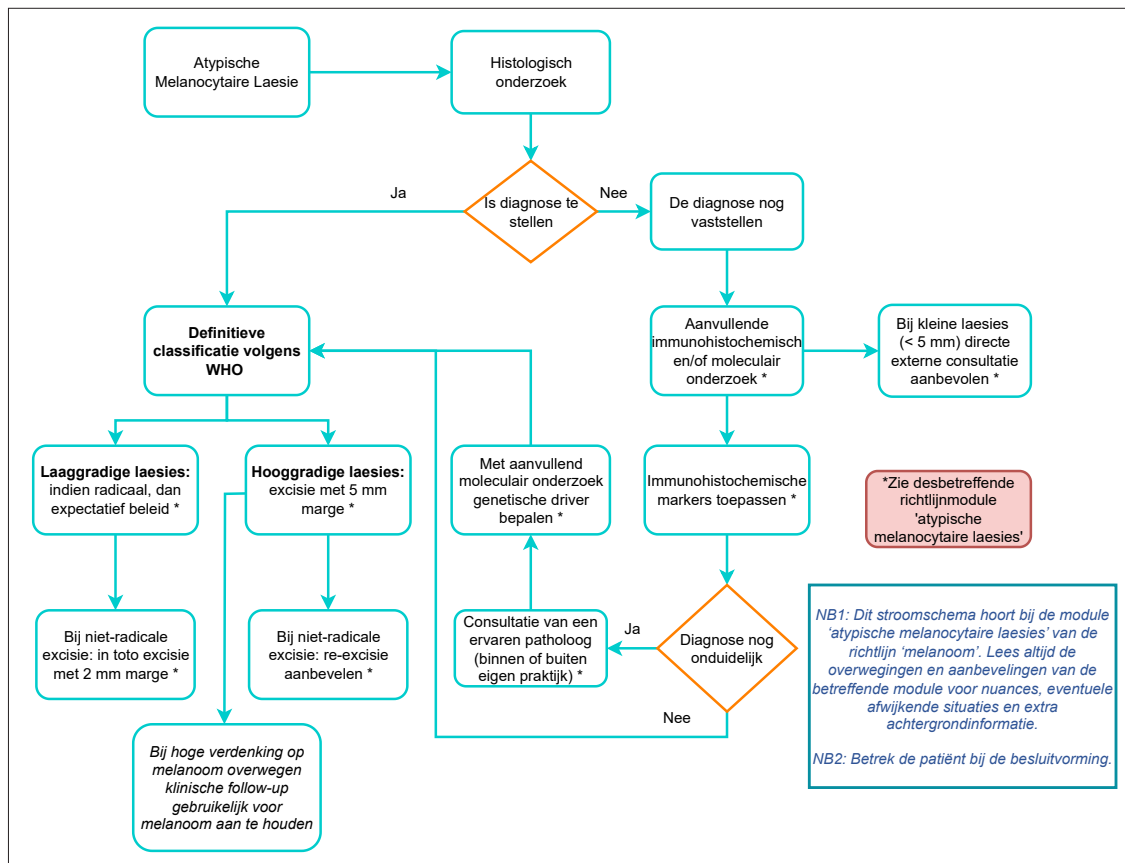 Atypische
Melanocytaire Laesie
Histologisch
onderzoek
Ja
Is diagnose te
stellen
Nee
De diagnose nog
vaststellen
Definitieve
classificatie volgens
WHO
Aanvullende
immunohistochemisch
en/of moleculair
onderzoek *
Bij kleine laesies
(< 5 mm) directe
externe consultatie
aanbevolen *
Laaggradige laesies:
indien radicaal, dan
expectatief beleid *
Hooggradige laesies:
excisie met 5 mm
marge *
Met aanvullend
moleculair onderzoek
genetische driver
bepalen *
Immunohistochemische
markers toepassen *
*Zie desbetreffende
richtlijnmodule
'atypische
melanocytaire laesies'
Bij niet-radicale
excisie: in toto excisie
met 2 mm marge *
Bij niet-radicale
excisie: re-excisie
aanbevelen *
Consultatie van een
ervaren patholoog
(binnen of buiten
eigen praktijk) *
Ja
Diagnose nog
onduidelijk
Nee
Bij hoge verdenking op
melanoom overwegen
klinische follow-up
gebruikelijk voor
melanoom aan te houden
NB1: Dit stroomschema hoort bij de module
‘atypische melanocytaire laesies’ van de
richtlijn ‘melanoom’. Lees altijd de
overwegingen en aanbevelingen van de
betreffende module voor nuances, eventuele
afwijkende situaties en extra
achtergrondinformatie.
NB2: Betrek de patiënt bij de besluitvorming.